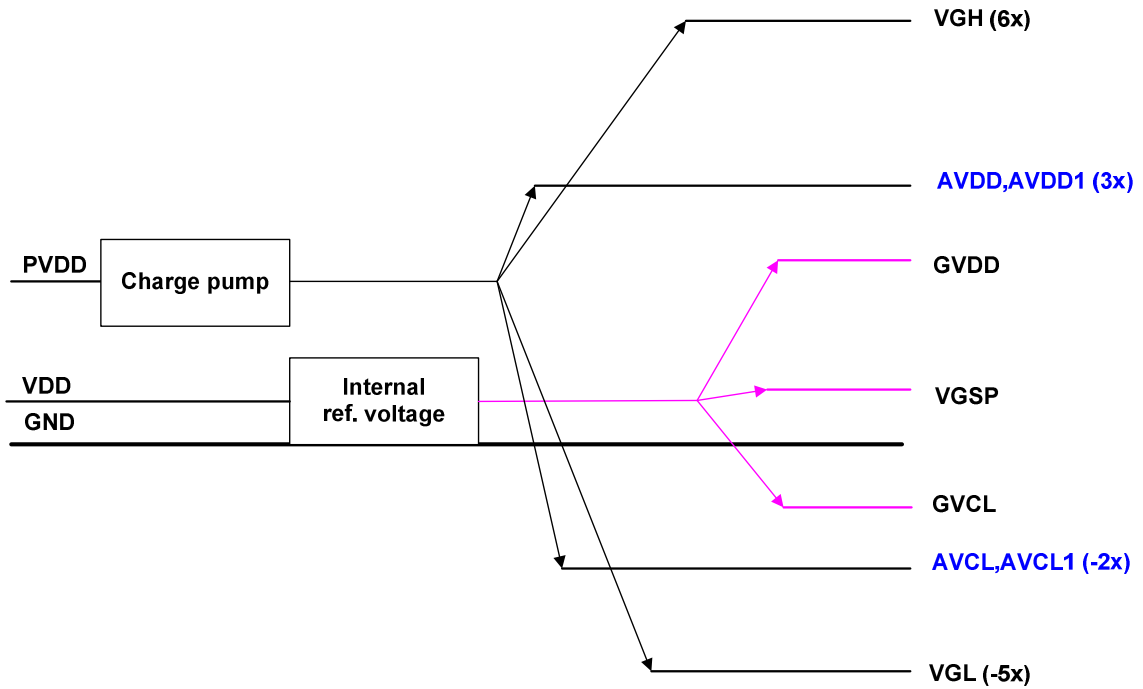 VGH (6x)
AVDD,AVDD1 (3x)
PVDD
Charge pump
GVDD
VDD
Internal
ref. voltage
VGSP
GND
GVCL
AVCL,AVCL1 (-2x)
VGL (-5x)